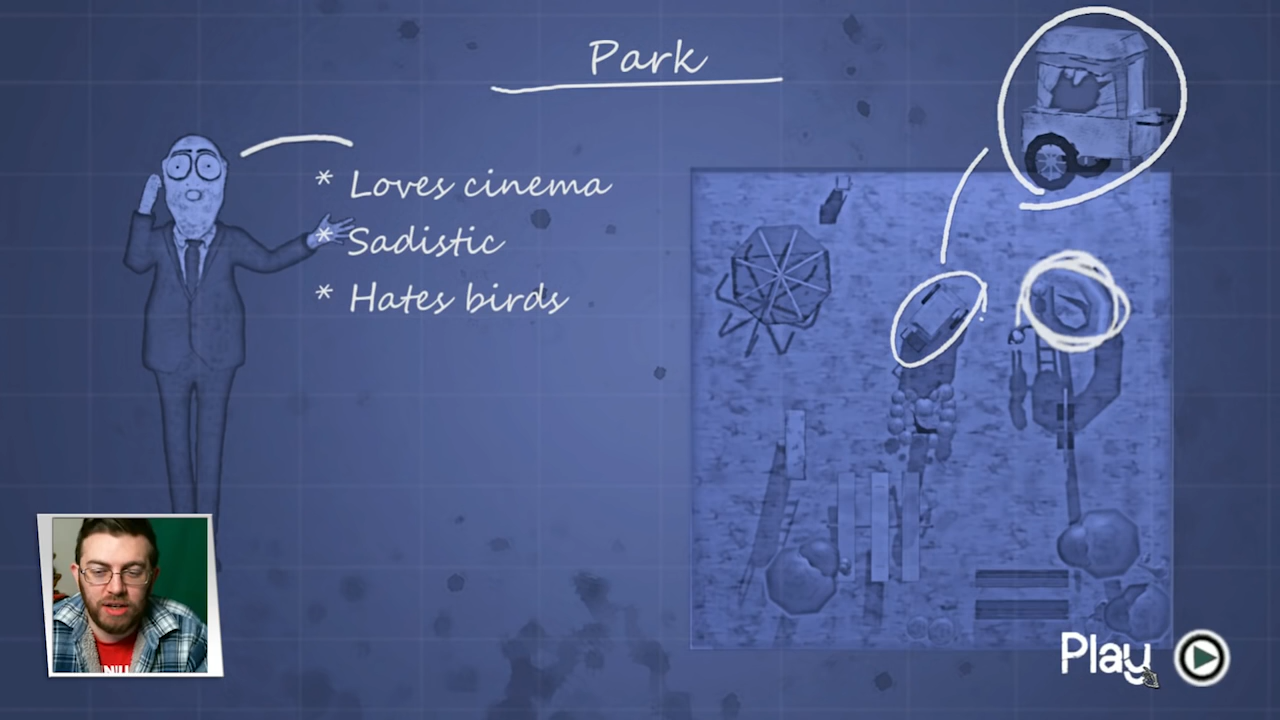 Park
* Loves cinema
* Sadistic
* Hates birds
Play